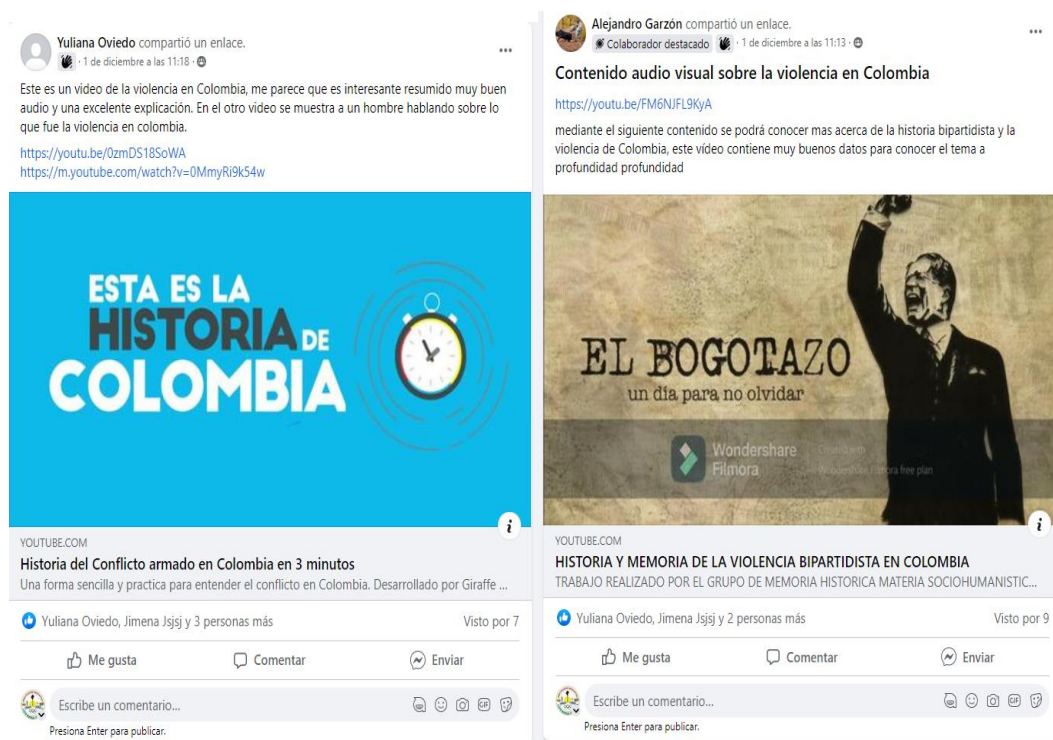 Yuliana Oviedo compartió un enlace.
· 1 de diciembre a las 11:18 ·
Este es un video de la violencia en Colombia, me parece que es interesante resumido muy buen
audio y una excelente explicación. En el otro video se muestra a un hombre hablando sobre lo
que fue la violencia en colombia.
https://youtu.be/0zmDS18SoWA
https://m.youtube.com/watch?v=0MmyRi9k54w
ESTA ES LA
HISTORIA DE
COLOMBIA
YOUTUBE.COM
Historia del Conflicto armado en Colombia en 3 minutos
Una forma sencilla y practica para entender el conflicto en Colombia. Desarrollado por Giraffe ...
Yuliana Oviedo, Jimena Jsjsj y 3 personas más
Visto por 7
Me gusta
Comentar
Enviar
Escribe un comentario...
GIF
Presiona Enter para publicar.
Alejandro Garzón compartió un enlace.
Colaborador destacado · 1 de diciembre a las 11:13 ·
Contenido audio visual sobre la violencia en Colombia
https://youtu.be/FM6NJFL9KyA
mediante el siguiente contenido se podrá conocer mas acerca de la historia bipartidista y la
violencia de Colombia, este vídeo contiene muy buenos datos para conocer el tema a
profundidad profundidad
EL BOGOTAZO
un día para no olvidar
Wondershare
Filmora
Created with
Wondershare Filmora free plan
YOUTUBE.COM
HISTORIA Y MEMORIA DE LA VIOLENCIA BIPARTIDISTA EN COLOMBIA
TRABAJO REALIZADO POR EL GRUPO DE MEMORIA HISTORICA MATERIA SOCIOHUMANISTIC...
Yuliana Oviedo, Jimena Jsjsj y 2 personas más
Visto por 9
Me gusta
Comentar
Enviar
Escribe un comentario...
GIF
Presiona Enter para publicar.